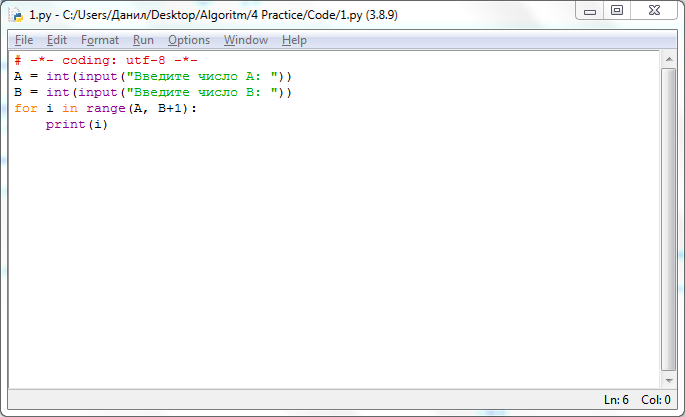 1.py - C:/Users/Данил/Desktop/Algoritm/4 Practice/Code/1.py (3.8.9)
File Edit Format Run Options Window Help
# -*- coding: utf-8 -*-
A = int(input("Введите число A: "))
B = int(input("Введите число B: "))
for i in range(A, B+1):
    print(i)
Ln: 6 Col: 0